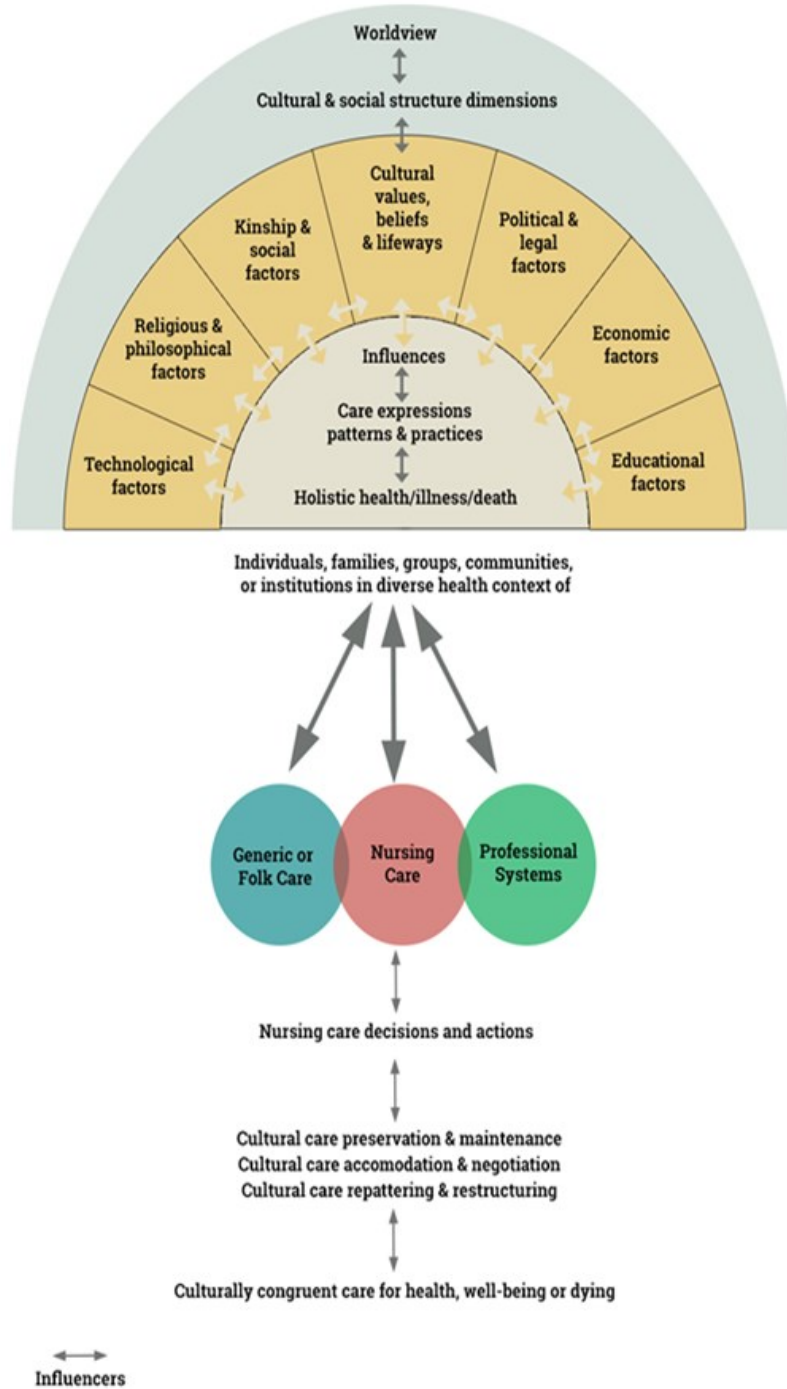 Worldview
Cultural & social structure dimensions
Cultural
values,
beliefs
& lifeways
Kinship &
social
factors
Political &
legal
factors
Religious &
philosophical
factors
Economic
factors
Technological
factors
Educational
factors
Influences
Care expressions
patterns & practices
Holistic health/illness/death
Individuals, families, groups, communities,
or institutions in diverse health context of
Generic or
Folk Care
Nursing
Care
Professional
Systems
Nursing care decisions and actions
Cultural care preservation & maintenance
Cultural care accomodation & negotiation
Cultural care repattering & restructuring
Culturally congruent care for health, well-being or dying
Influencers